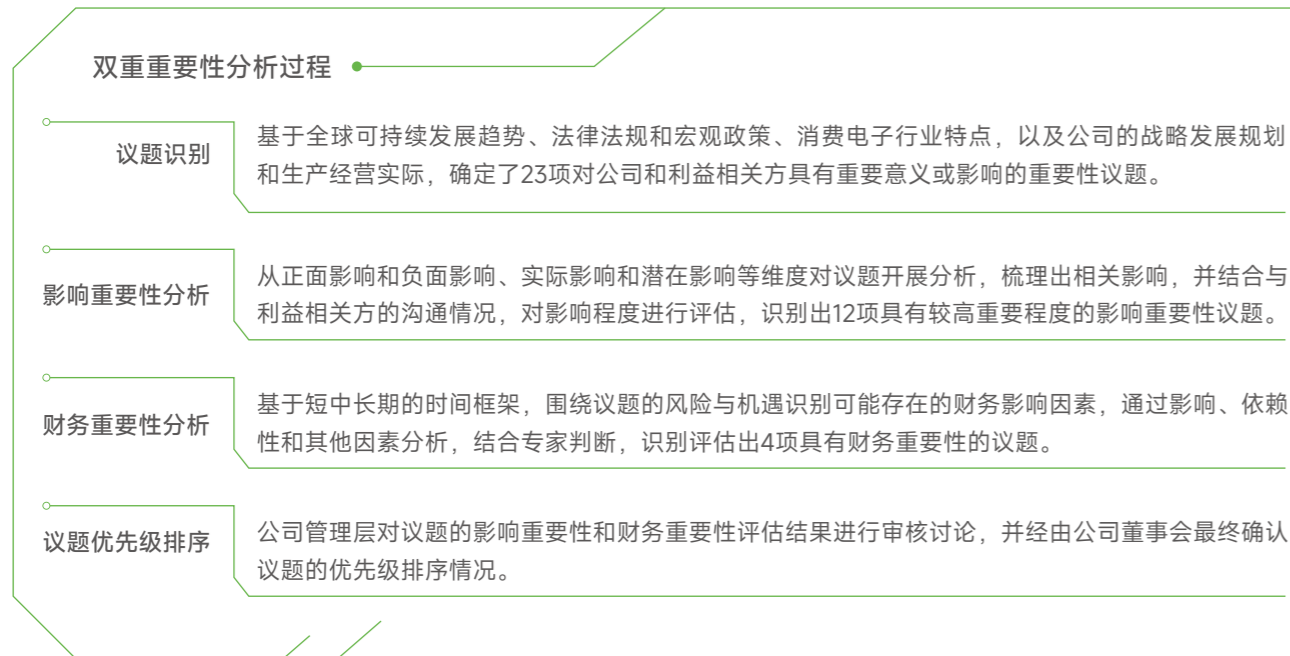 双重重要性分析过程
议题识别
基于全球可持续发展趋势、法律法规和宏观政策、消费电子行业特点，以及公司的战略发展规划
和生产经营实际，确定了23项对公司和利益相关方具有重要意义或影响的重要性议题。
影响重要性分析
从正面影响和负面影响、实际影响和潜在影响等维度对议题开展分析，梳理出相关影响，并结合与
利益相关方的沟通情况，对影响程度进行评估，识别出12项具有较高重要程度的影响重要性议题。
财务重要性分析
基于短中长期的时间框架，围绕议题的风险与机遇识别可能存在的财务影响因素，通过影响、依赖
性和其他因素分析，结合专家判断，识别评估出4项具有财务重要性的议题。
议题优先级排序
公司管理层对议题的影响重要性和财务重要性评估结果进行审核讨论，并经由公司董事会最终确认
议题的优先级排序情况。